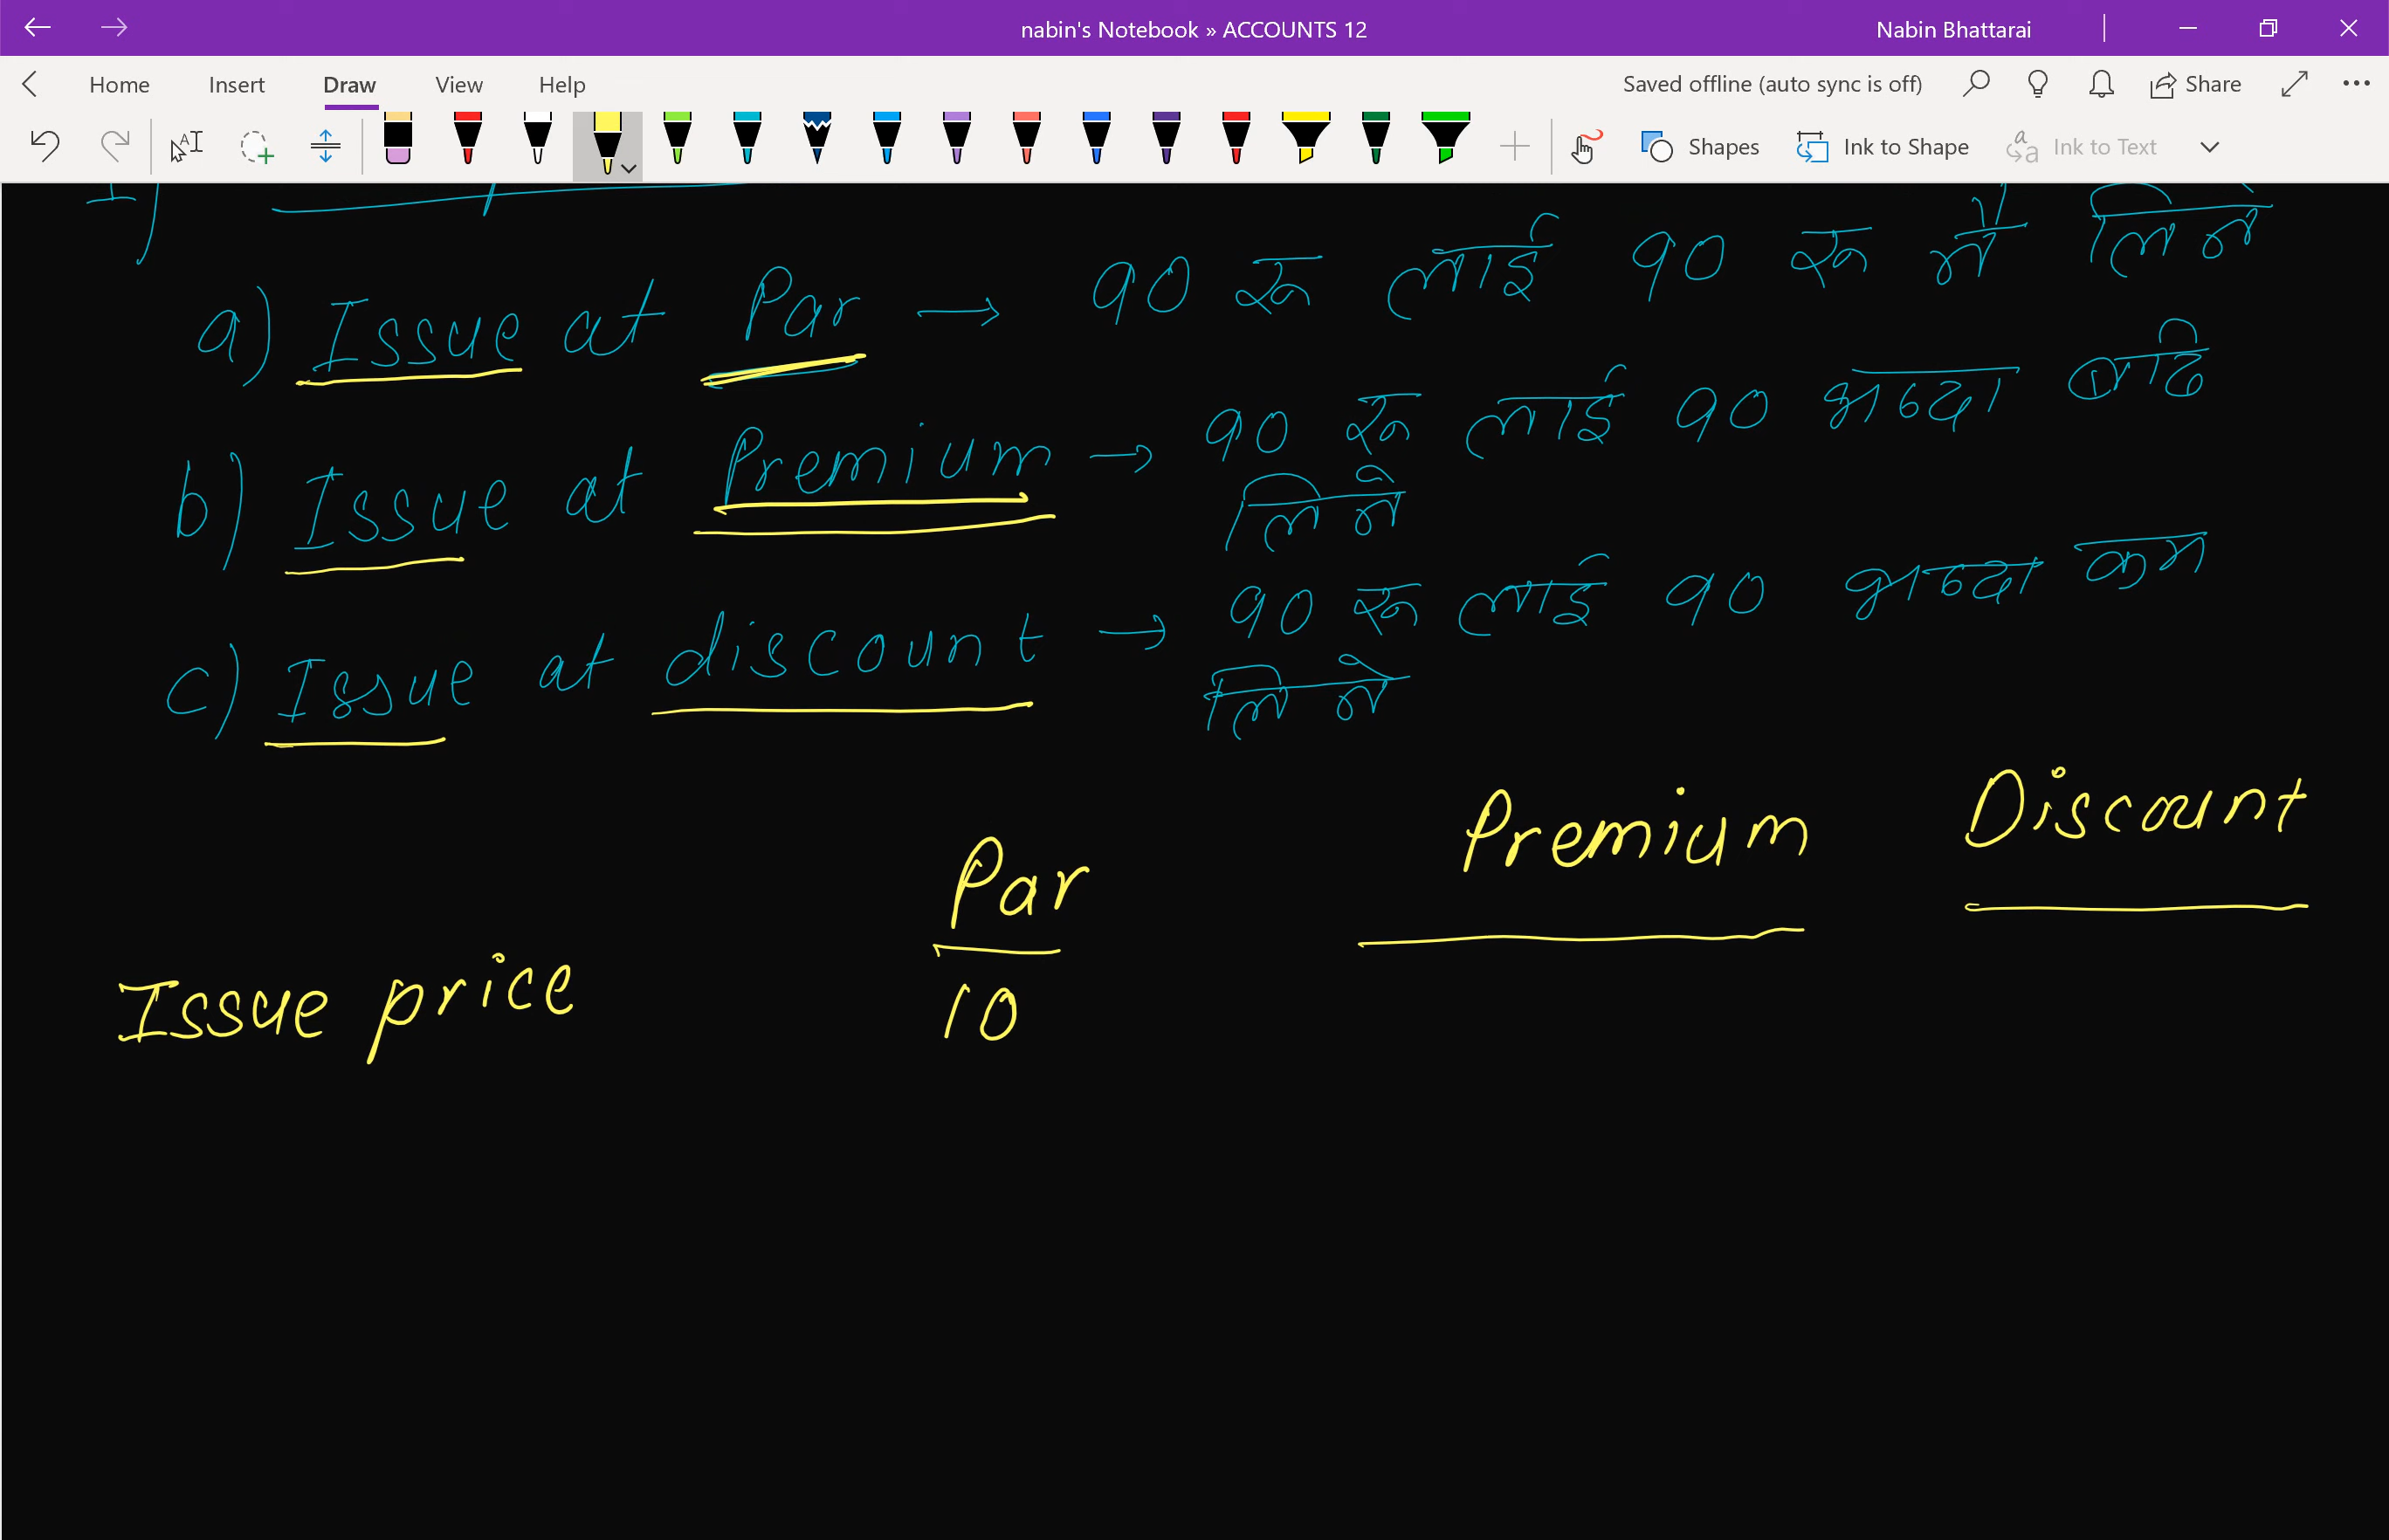 nabin's Notebook » ACCOUNTS 12
Nabin Bhattarai
Home Insert Draw View Help
Saved offline (auto sync is off) Share
Shapes Ink to Shape Ink to Text
a) Issue at Par → १० रू लाई १० रू मै लिने
b) Issue at Premium → १० रू लाई १० भन्दा बढि
लिने
c) Issue at discount → १० रू लाई १० भन्दा कम
लिने
Par Premium Discount
Issue price 10